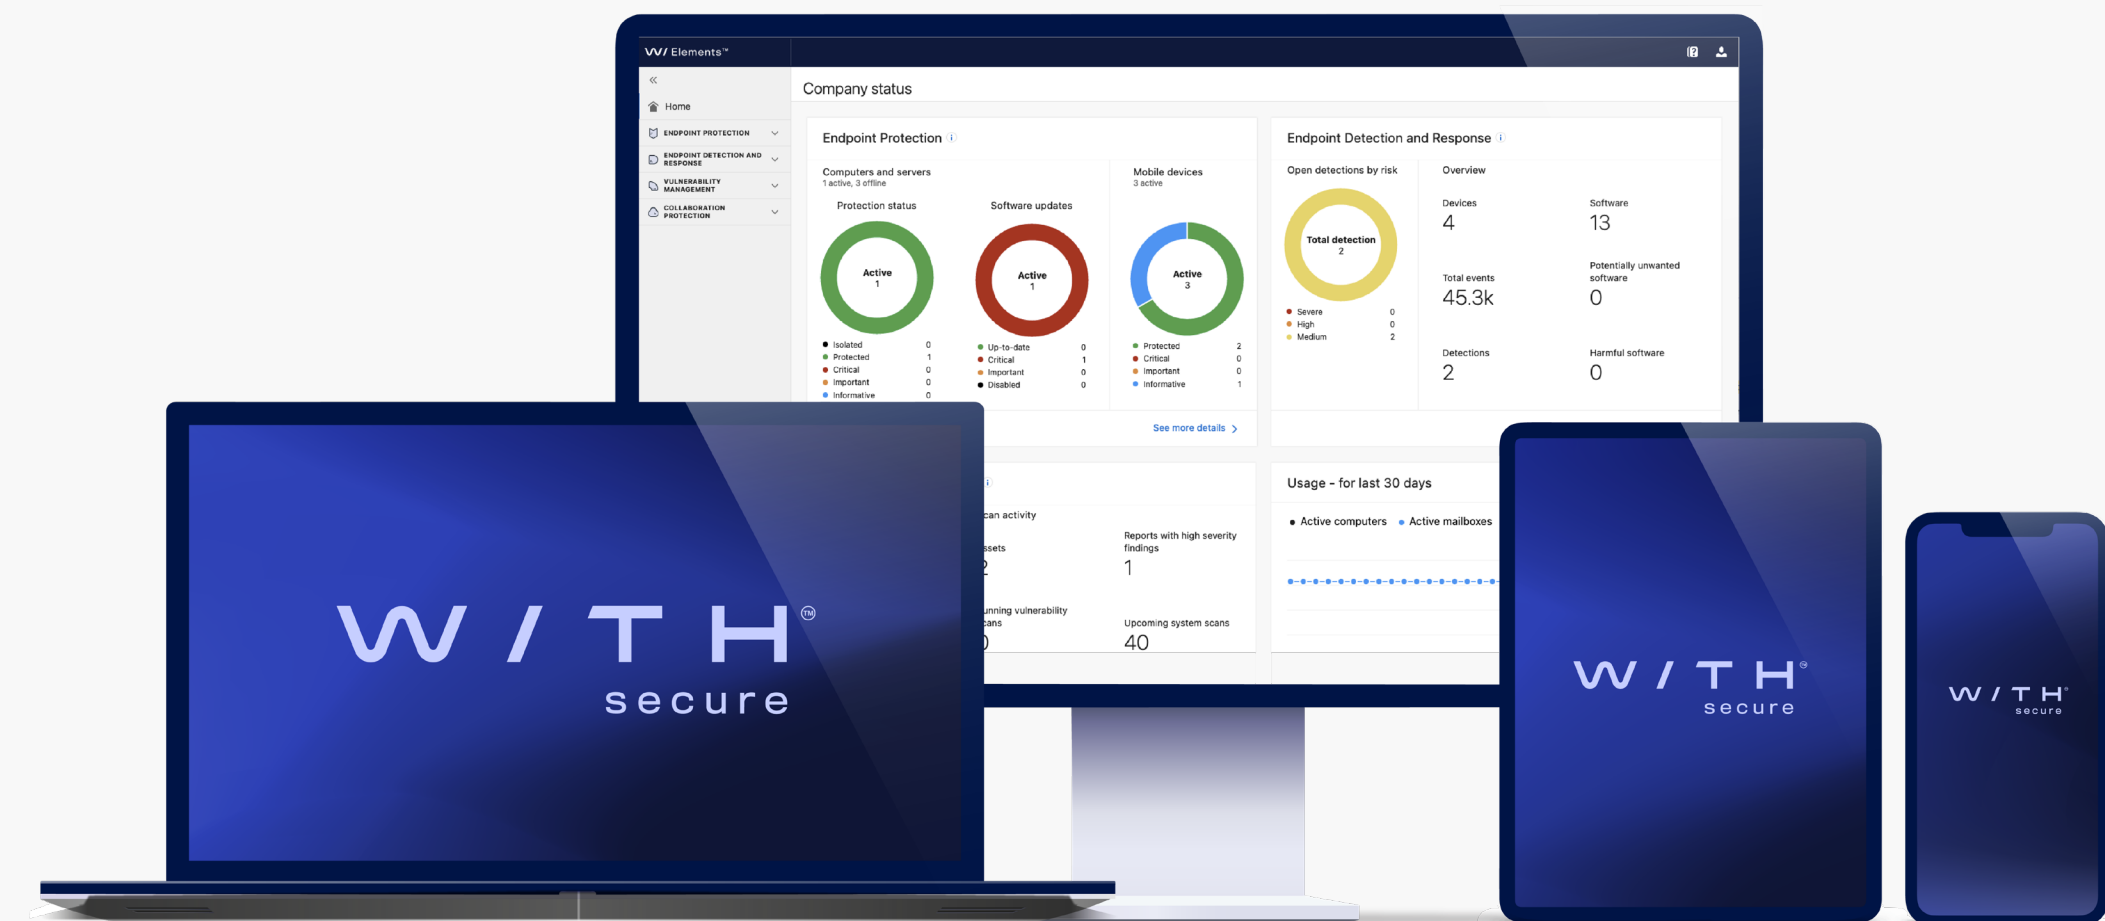 W/ Elements™
Home
ENDPOINT PROTECTION
ENDPOINT DETECTION AND
RESPONSE
VULNERABILITY
MANAGEMENT
COLLABORATION
PROTECTION
Company status
Endpoint Protection
Computers and servers
1 active, 3 offline
Protection status
Active
1
Isolated 0
Protected 1
Critical 0
Important 0
Informative 0
Software updates
Active
1
Up-to-date 0
Critical 1
Important 0
Disabled 0
Mobile devices
3 active
Active
3
Protected 2
Critical 0
Important 0
Informative 1
See more details
Endpoint Detection and Response
Open detections by risk
Total detection
2
Severe 0
High 0
Medium 2
Overview
Devices
4
Software
13
Total events
45.3k
Potentially unwanted
software
0
Detections
2
Harmful software
0
can activity
ssets
2
Reports with high severity
findings
1
unning vulnerability
cans
0
Upcoming system scans
40
Usage - for last 30 days
Active computers Active mailboxes
W/TH™
secure
W/TH™
secure
W/TH
secure